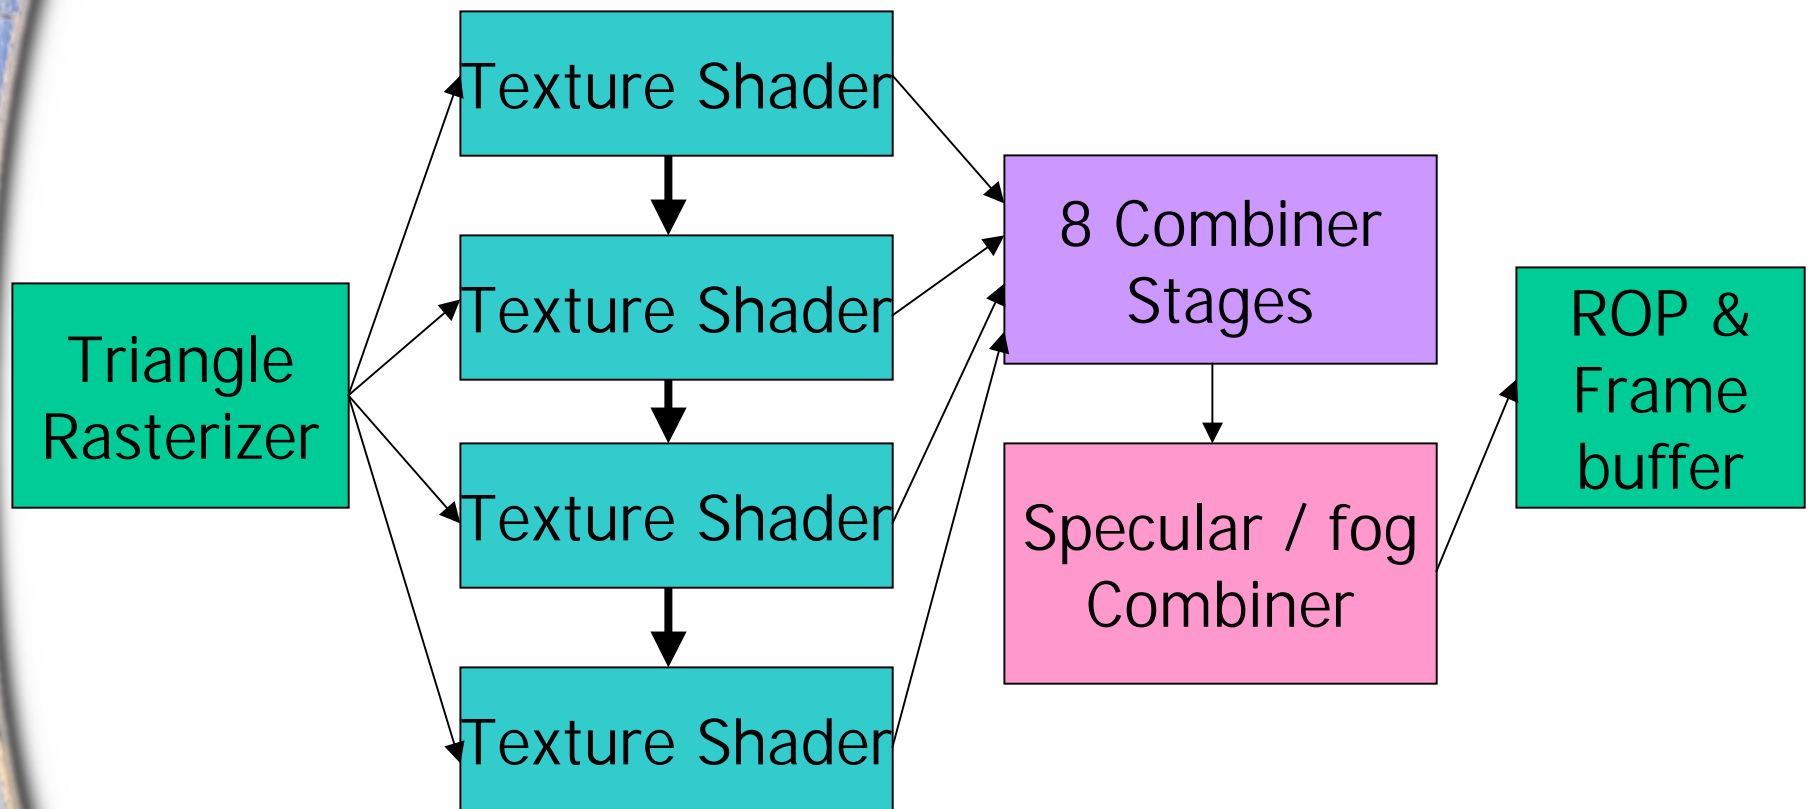 Triangle
Rasterizer
Texture Shader
Texture Shader
Texture Shader
Texture Shader
8 Combiner
Stages
Specular / fog
Combiner
ROP &
Frame
buffer